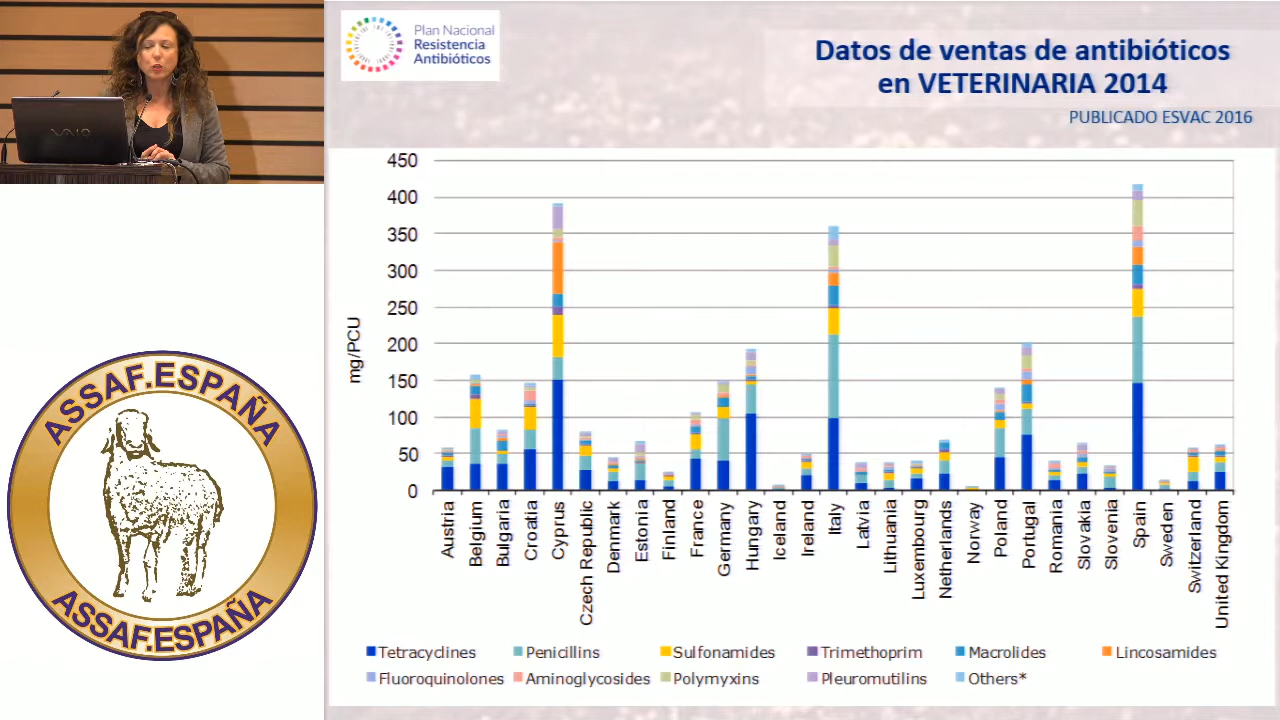 VAIO
Plan Nacional
Resistencia
Antibióticos
Datos de ventas de antibióticos
en VETERINARIA 2014
PUBLICADO ESVAC 2016
450
400
350
300
250
200
150
100
50
0
mg/PCU
Austria
Belgium
Bulgaria
Croatia
Cyprus
Czech Republic
Denmark
Estonia
Finland
France
Germany
Hungary
Iceland
Ireland
Italy
Latvia
Lithuania
Luxembourg
Netherlands
Norway
Poland
Portugal
Romania
Slovakia
Slovenia
Spain
Sweden
Switzerland
United Kingdom
Tetracyclines Penicillins Sulfonamides Trimethoprim Macrolides Lincosamides
Fluoroquinolones Aminoglycosides Polymyxins Pleuromutilins Others*
ASSAF.ESPAÑA
ASSAF.ESPAÑA